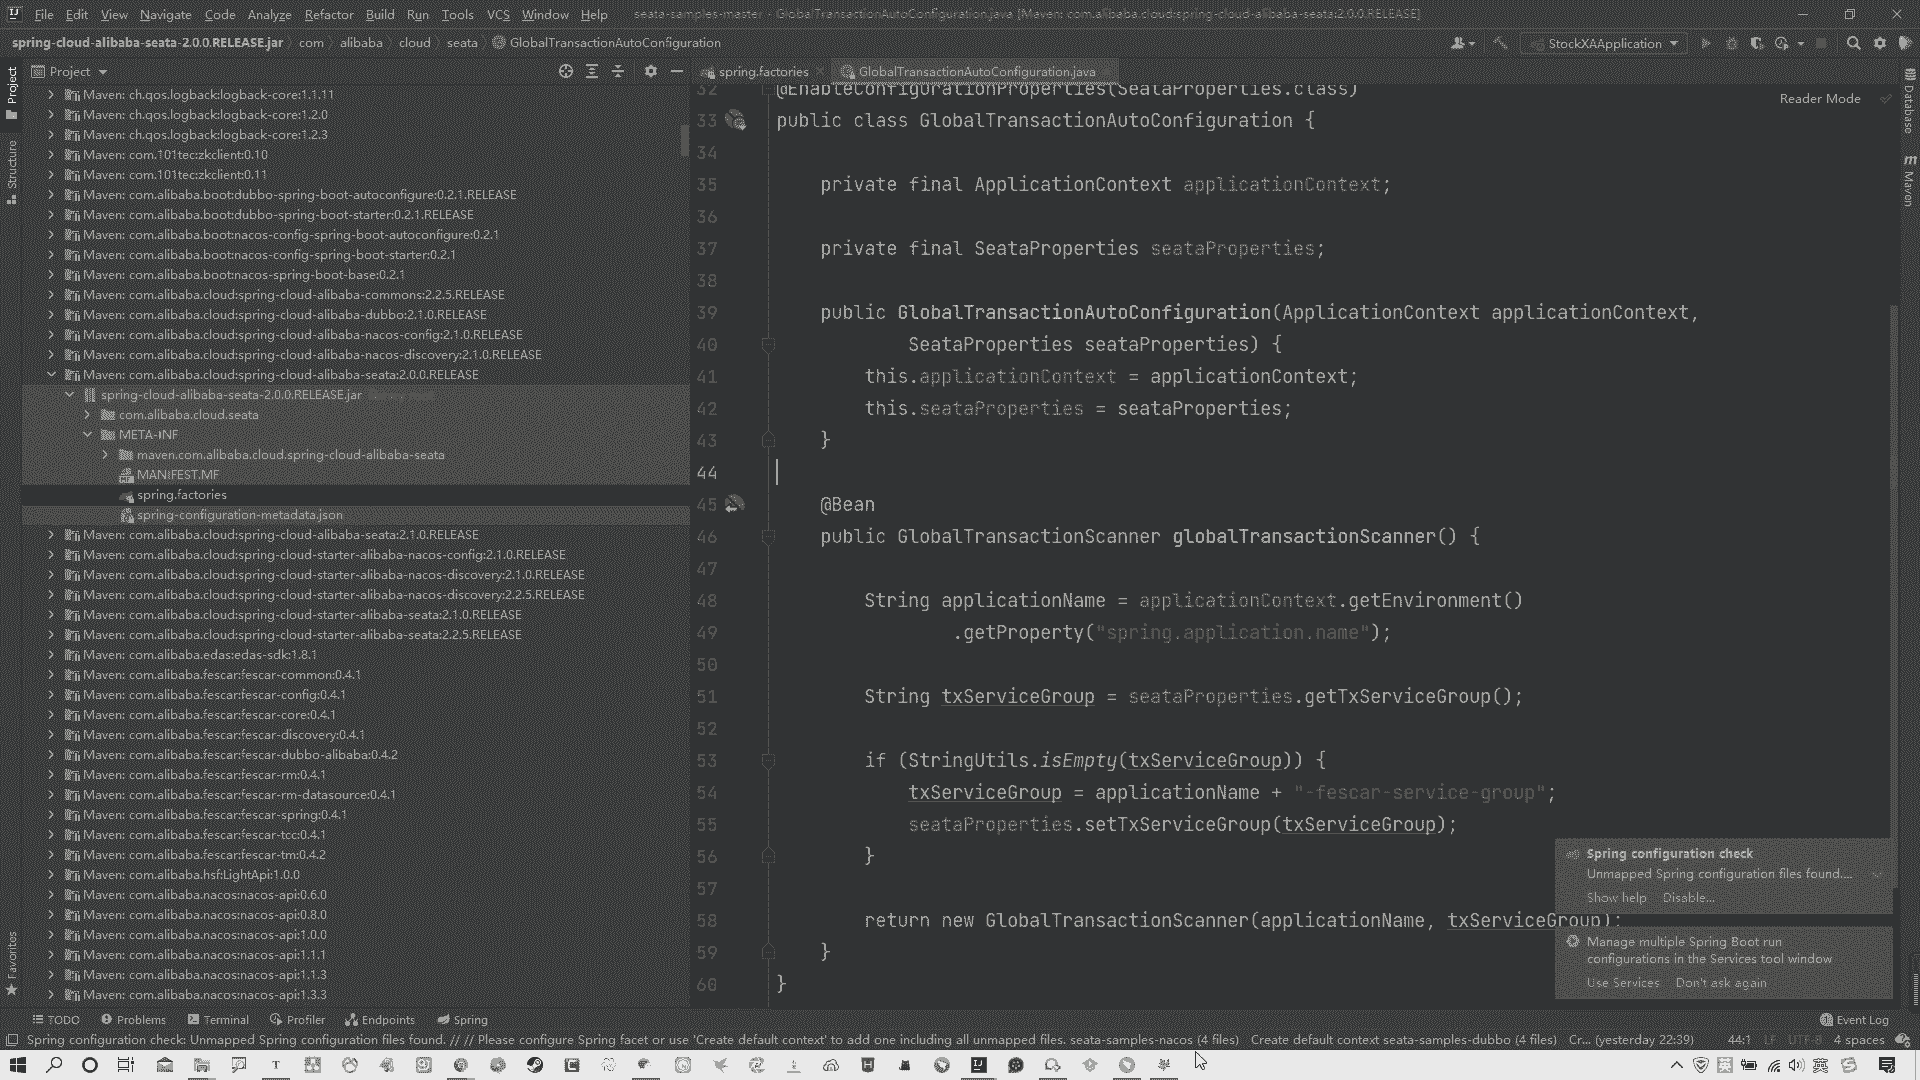 File Edit View Navigate Code Analyze Refactor Build Run Tools VCS Window Help seata-samples-master - GlobalTransactionAutoConfiguration.java [Maven: com.alibaba.cloud:spring-cloud-alibaba-seata:2.0.0.RELEASE]
spring-cloud-alibaba-seata-2.0.0.RELEASE.jar com alibaba cloud seata GlobalTransactionAutoConfiguration StockXAApplication
Project spring.factories GlobalTransactionAutoConfiguration.java
Project
Structure
Favorites
Database
Maven
Reader Mode
Maven: ch.qos.logback:logback-core:1.1.11
Maven: ch.qos.logback:logback-core:1.2.0
Maven: ch.qos.logback:logback-core:1.2.3
Maven: com.101tec:zkclient:0.10
Maven: com.101tec:zkclient:0.11
Maven: com.alibaba.boot:dubbo-spring-boot-autoconfigure:0.2.1.RELEASE
Maven: com.alibaba.boot:dubbo-spring-boot-starter:0.2.1.RELEASE
Maven: com.alibaba.boot:nacos-config-spring-boot-autoconfigure:0.2.1
Maven: com.alibaba.boot:nacos-config-spring-boot-starter:0.2.1
Maven: com.alibaba.boot:nacos-spring-boot-base:0.2.1
Maven: com.alibaba.cloud:spring-cloud-alibaba-commons:2.2.5.RELEASE
Maven: com.alibaba.cloud:spring-cloud-alibaba-dubbo:2.1.0.RELEASE
Maven: com.alibaba.cloud:spring-cloud-alibaba-nacos-config:2.1.0.RELEASE
Maven: com.alibaba.cloud:spring-cloud-alibaba-nacos-discovery:2.1.0.RELEASE
Maven: com.alibaba.cloud:spring-cloud-alibaba-seata:2.0.0.RELEASE
spring-cloud-alibaba-seata-2.0.0.RELEASE.jar
com.alibaba.cloud.seata
META-INF
maven.com.alibaba.cloud.spring-cloud-alibaba-seata
MANIFEST.MF
spring.factories
spring-configuration-metadata.json
Maven: com.alibaba.cloud:spring-cloud-alibaba-seata:2.1.0.RELEASE
Maven: com.alibaba.cloud:spring-cloud-starter-alibaba-nacos-config:2.1.0.RELEASE
Maven: com.alibaba.cloud:spring-cloud-starter-alibaba-nacos-discovery:2.1.0.RELEASE
Maven: com.alibaba.cloud:spring-cloud-starter-alibaba-nacos-discovery:2.2.5.RELEASE
Maven: com.alibaba.cloud:spring-cloud-starter-alibaba-seata:2.1.0.RELEASE
Maven: com.alibaba.cloud:spring-cloud-starter-alibaba-seata:2.2.5.RELEASE
Maven: com.alibaba.edas:edas-sdk:1.8.1
Maven: com.alibaba.fescar:fescar-common:0.4.1
Maven: com.alibaba.fescar:fescar-config:0.4.1
Maven: com.alibaba.fescar:fescar-core:0.4.1
Maven: com.alibaba.fescar:fescar-discovery:0.4.1
Maven: com.alibaba.fescar:fescar-dubbo-alibaba:0.4.2
Maven: com.alibaba.fescar:fescar-rm:0.4.1
Maven: com.alibaba.fescar:fescar-rm-datasource:0.4.1
Maven: com.alibaba.fescar:fescar-spring:0.4.1
Maven: com.alibaba.fescar:fescar-tcc:0.4.1
Maven: com.alibaba.fescar:fescar-tm:0.4.2
Maven: com.alibaba.hsf:LightApi:1.0.0
Maven: com.alibaba.nacos:nacos-api:0.6.0
Maven: com.alibaba.nacos:nacos-api:0.8.0
Maven: com.alibaba.nacos:nacos-api:1.0.0
Maven: com.alibaba.nacos:nacos-api:1.1.1
Maven: com.alibaba.nacos:nacos-api:1.1.3
Maven: com.alibaba.nacos:nacos-api:1.3.3
32 @EnableConfigurationProperties(SeataProperties.class)
33 public class GlobalTransactionAutoConfiguration {
34
35 private final ApplicationContext applicationContext;
36
37 private final SeataProperties seataProperties;
38
39 public GlobalTransactionAutoConfiguration(ApplicationContext applicationContext,
40 SeataProperties seataProperties) {
41 this.applicationContext = applicationContext;
42 this.seataProperties = seataProperties;
43 }
44
45 @Bean
46 public GlobalTransactionScanner globalTransactionScanner() {
47
48 String applicationName = applicationContext.getEnvironment()
49 .getProperty("spring.application.name");
50
51 String txServiceGroup = seataProperties.getTxServiceGroup();
52
53 if (StringUtils.isEmpty(txServiceGroup)) {
54 txServiceGroup = applicationName + "-fescar-service-group";
55 seataProperties.setTxServiceGroup(txServiceGroup);
56 }
57
58 return new GlobalTransactionScanner(applicationName, txServiceGroup);
59 }
60 }
Spring configuration check
Unmapped Spring configuration files found....
Show help Disable...
Manage multiple Spring Boot run
configurations in the Services tool window
Use Services Don't ask again
TODO Problems Terminal Profiler Endpoints Spring Event Log
Spring configuration check: Unmapped Spring configuration files found. // // Please configure Spring facet or use 'Create default context' to add one including all unmapped files. seata-samples-nacos (4 files) Create default context seata-samples-dubbo (4 files) Cr... (yesterday 22:39) 44:1 LF UTF-8 4 spaces
英